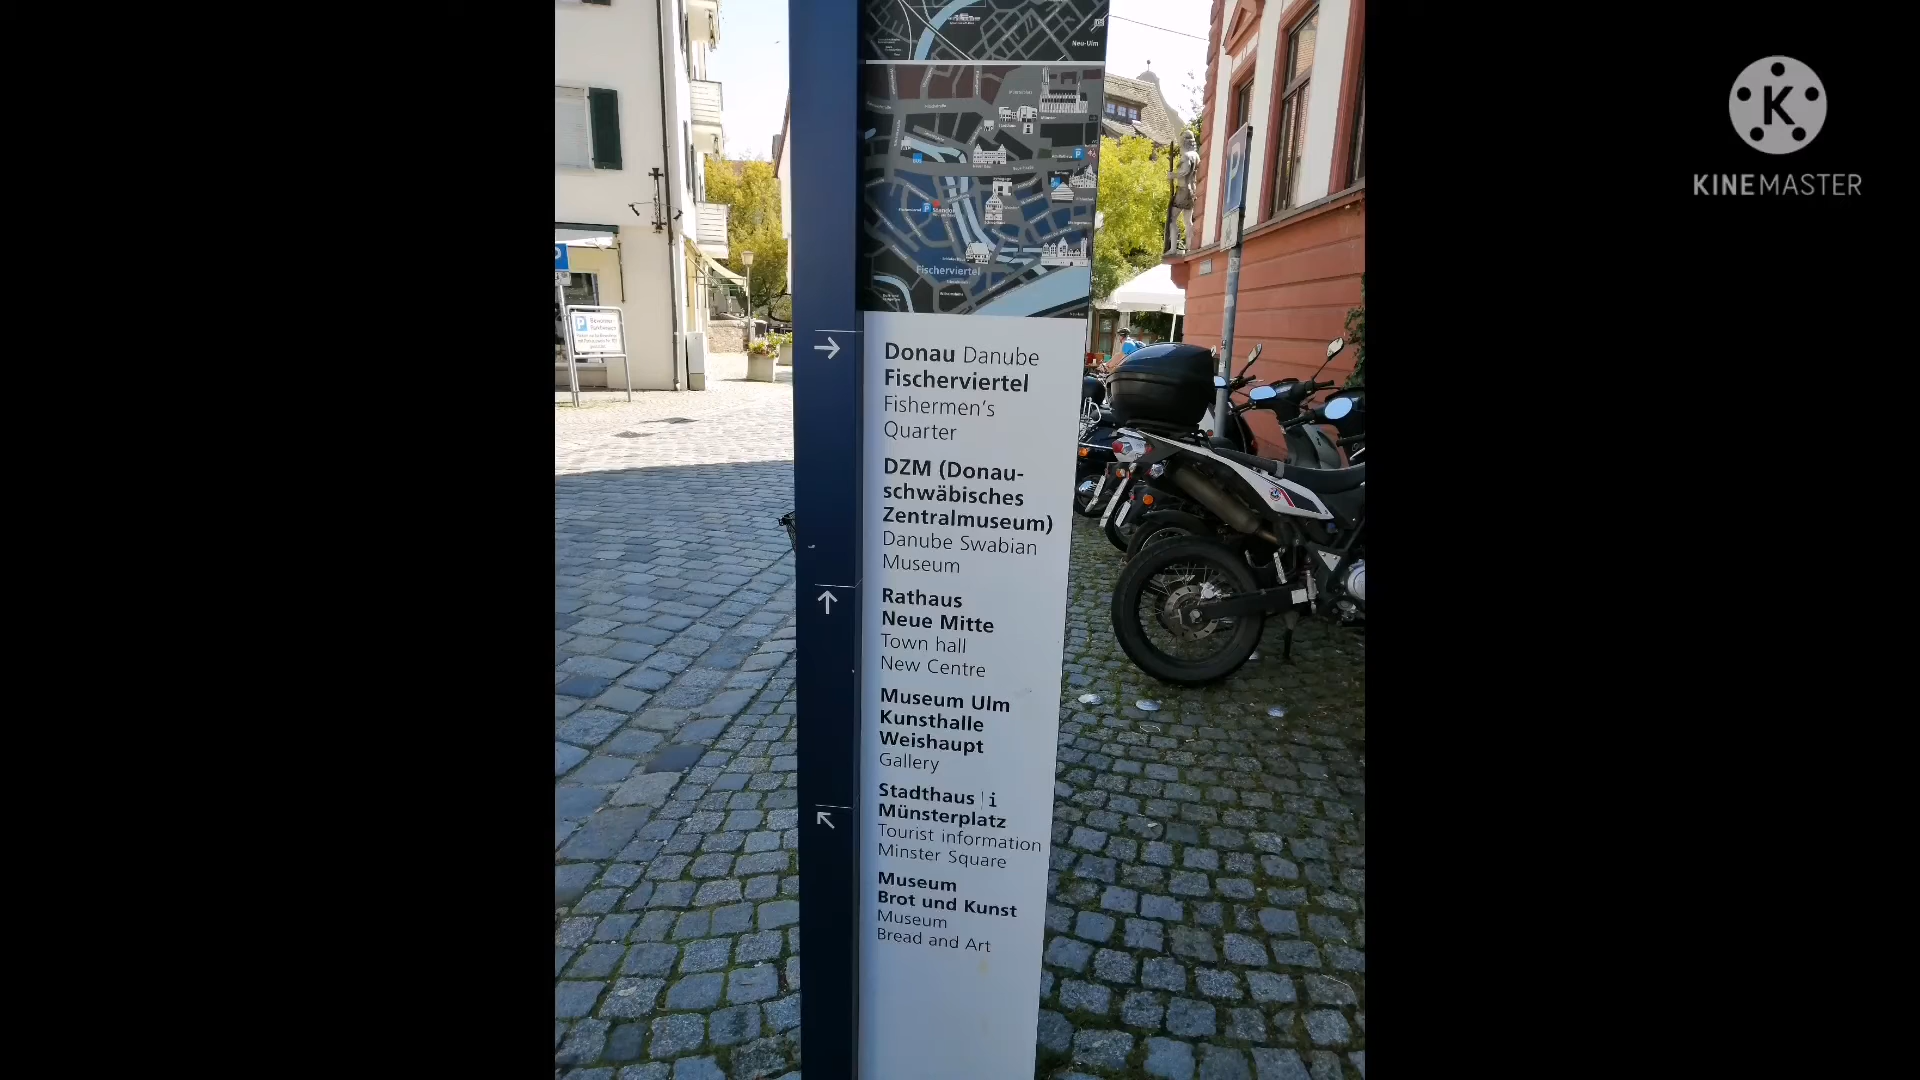 KINEMASTER
Neu-Ulm
Fischerviertel
P
Donau Danube
Fischerviertel
Fishermen's
Quarter
DZM (Donau-
schwäbisches
Zentralmuseum)
Danube Swabian
Museum
Rathaus
Neue Mitte
Town hall
New Centre
Museum Ulm
Kunsthalle
Weishaupt
Gallery
Stadthaus | i
Münsterplatz
Tourist information
Minster Square
Museum
Brot und Kunst
Museum
Bread and Art